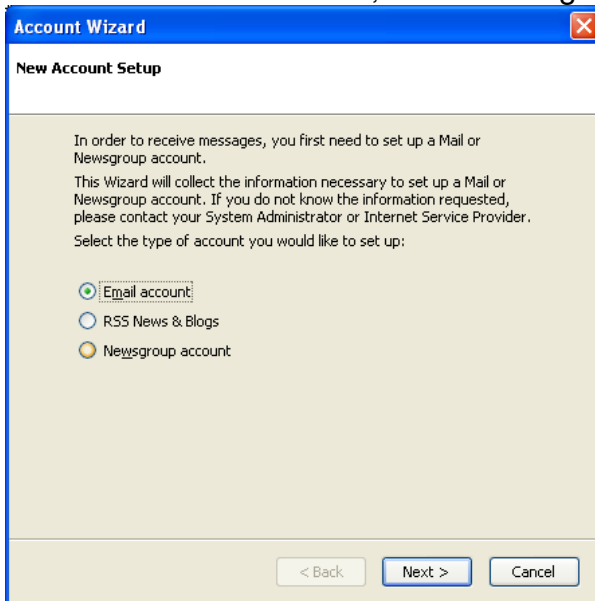 Account Wizard
New Account Setup
In order to receive messages, you first need to set up a Mail or
Newsgroup account.
This Wizard will collect the information necessary to set up a Mail or
Newsgroup account. If you do not know the information requested,
please contact your System Administrator or Internet Service Provider.
Select the type of account you would like to set up:
Email account
RSS News & Blogs
Newsgroup account
< Back Next > Cancel